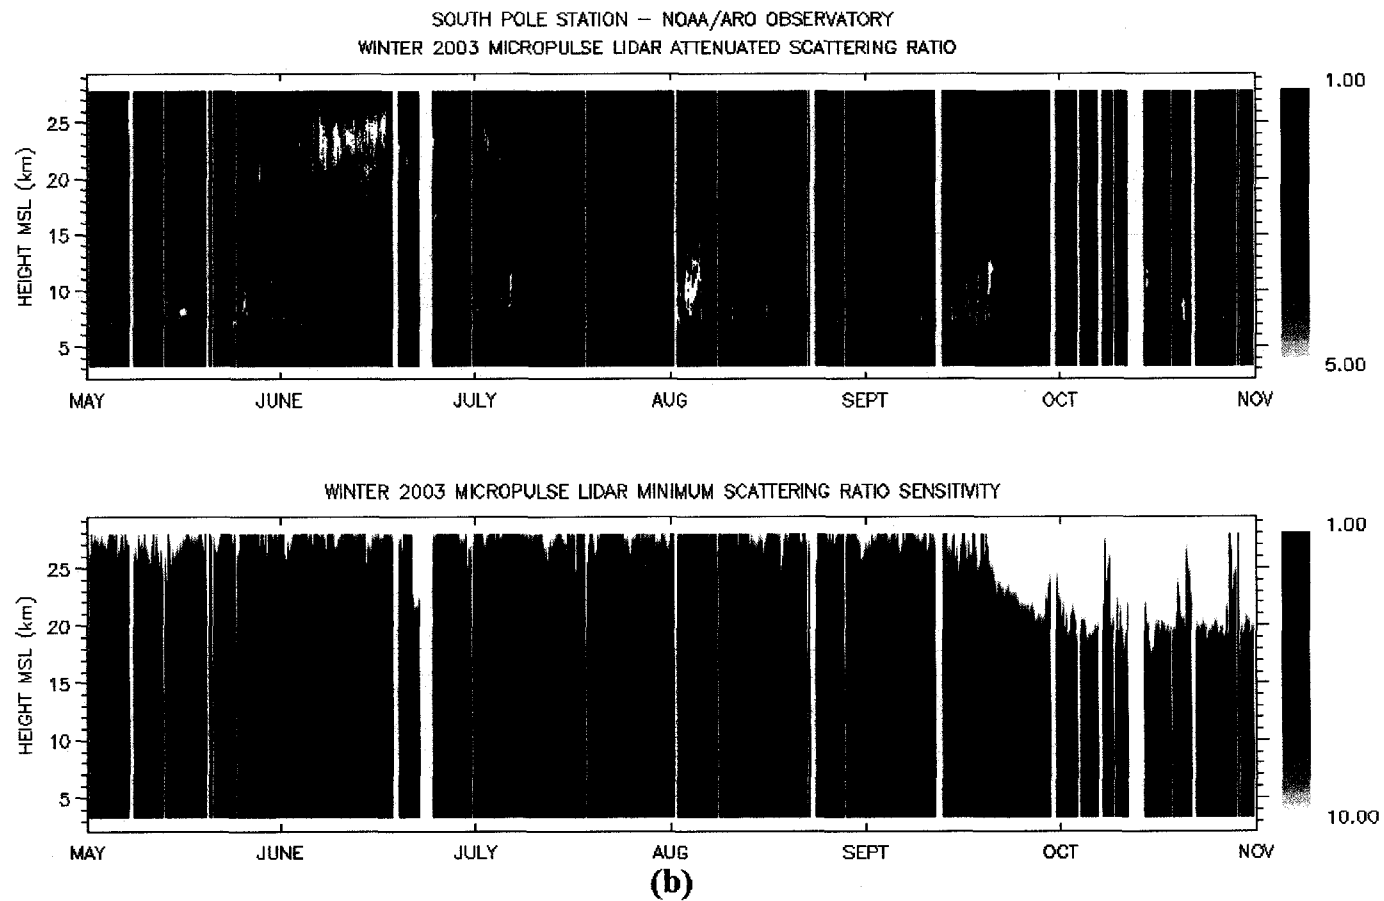 SOUTH POLE STATION – NOAA/ARO OBSERVATORY
WINTER 2003 MICROPULSE LIDAR ATTENUATED SCATTERING RATIO
1.00
25
20
15
10
5
HEIGHT MSL (km)
5.00
MAY JUNE JULY AUG SEPT OCT NOV
WINTER 2003 MICROPULSE LIDAR MINIMUM SCATTERING RATIO SENSITIVITY
1.00
25
20
15
10
5
HEIGHT MSL (km)
10.00
MAY JUNE JULY AUG SEPT OCT NOV
(b)